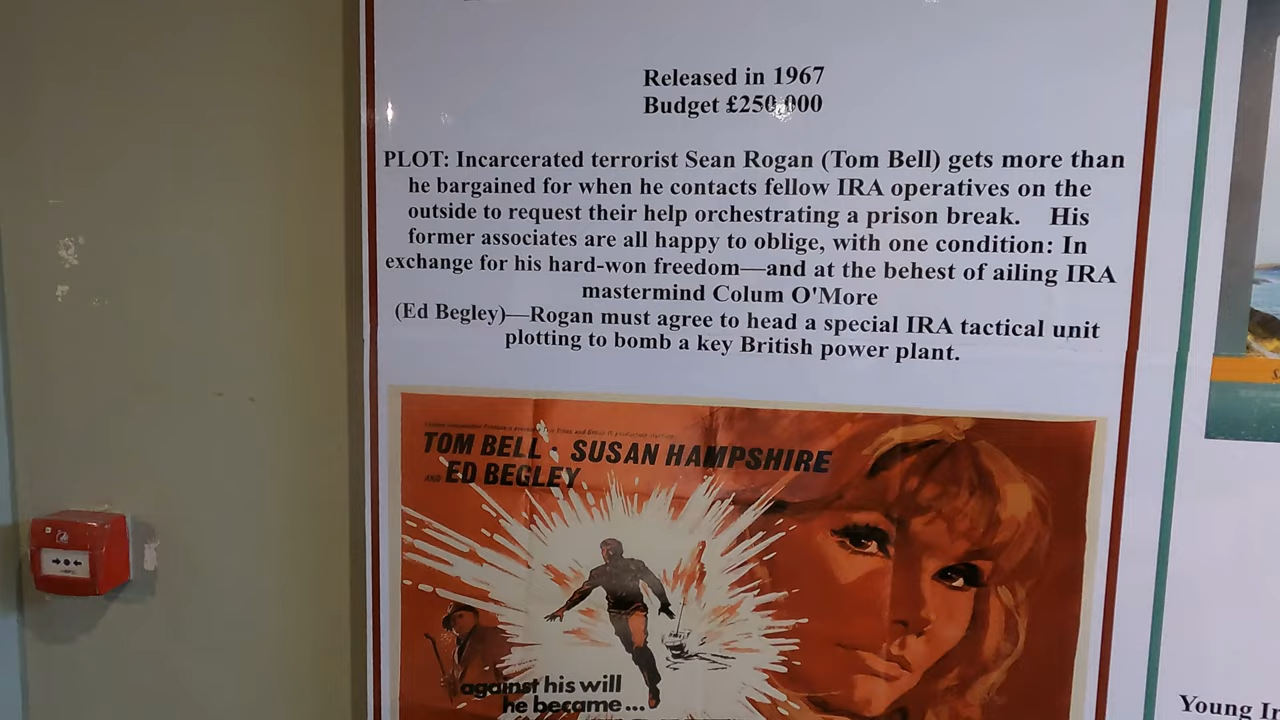 Released in 1967
Budget £250,000
PLOT: Incarcerated terrorist Sean Rogan (Tom Bell) gets more than
he bargained for when he contacts fellow IRA operatives on the
outside to request their help orchestrating a prison break. His
former associates are all happy to oblige, with one condition: In
exchange for his hard-won freedom—and at the behest of ailing IRA
mastermind Colum O'More
(Ed Begley)—Rogan must agree to head a special IRA tactical unit
plotting to bomb a key British power plant.
TOM BELL · SUSAN HAMPSHIRE
AND ED BEGLEY
against his will
he became...
Young